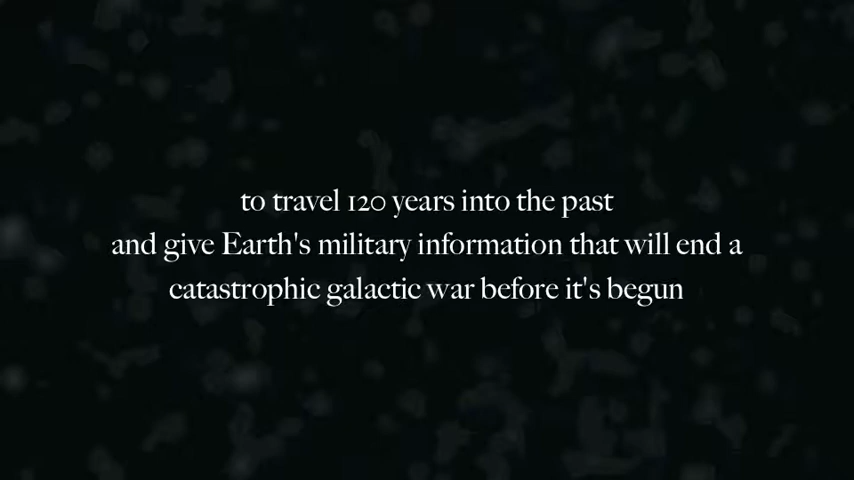 to travel 120 years into the past
and give Earth's military information that will end a
catastrophic galactic war before it's begun